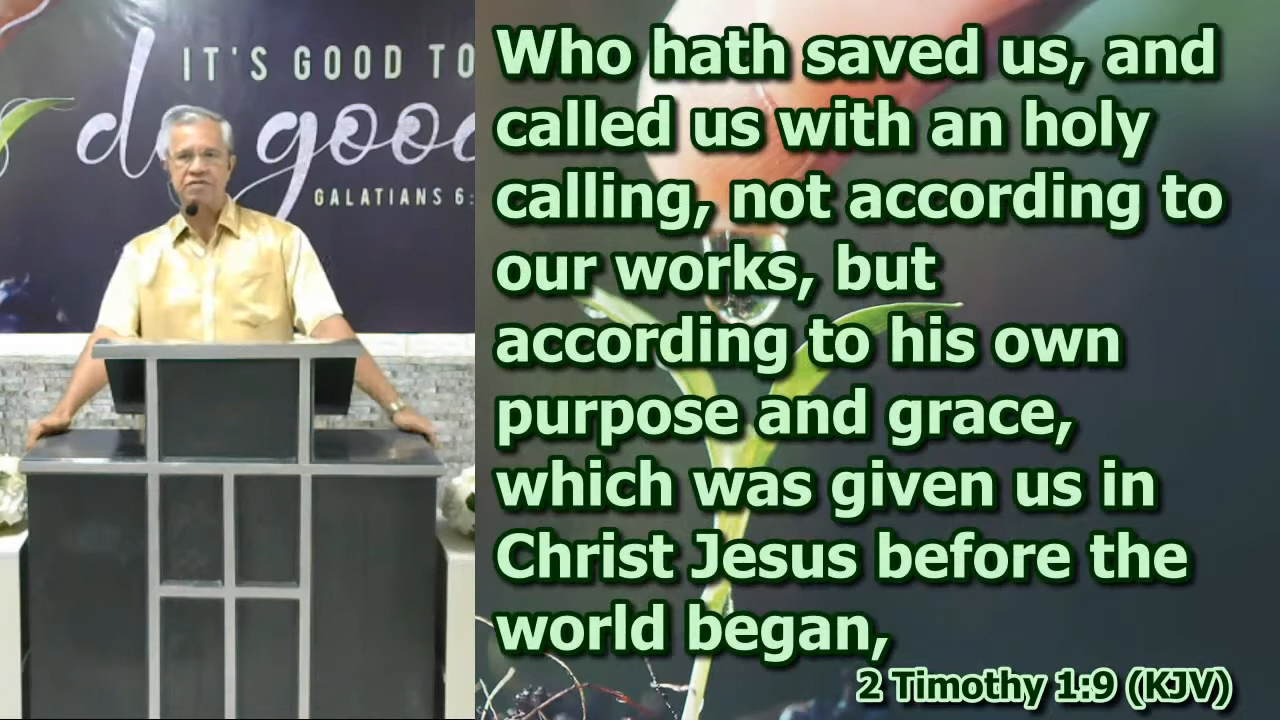 IT'S GOOD TO
do good
GALATIANS 6:
Who hath saved us, and
called us with an holy
calling, not according to
our works, but
according to his own
purpose and grace,
which was given us in
Christ Jesus before the
world began,
2 Timothy 1:9 (KJV)